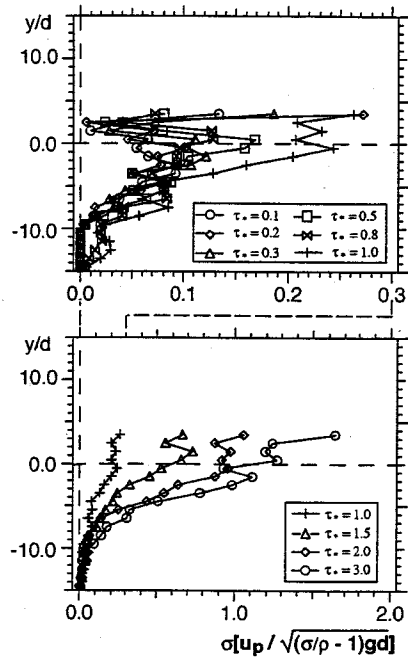 y/d
10.0
0.0
-10.0
τ* = 0.1 τ* = 0.5
τ* = 0.2 τ* = 0.8
τ* = 0.3 τ* = 1.0
0.0 0.1 0.2 0.3
y/d
10.0
0.0
-10.0
τ* = 1.0
τ* = 1.5
τ* = 2.0
τ* = 3.0
0.0 1.0 2.0
σ[up / √(σ/ρ - 1)gd]